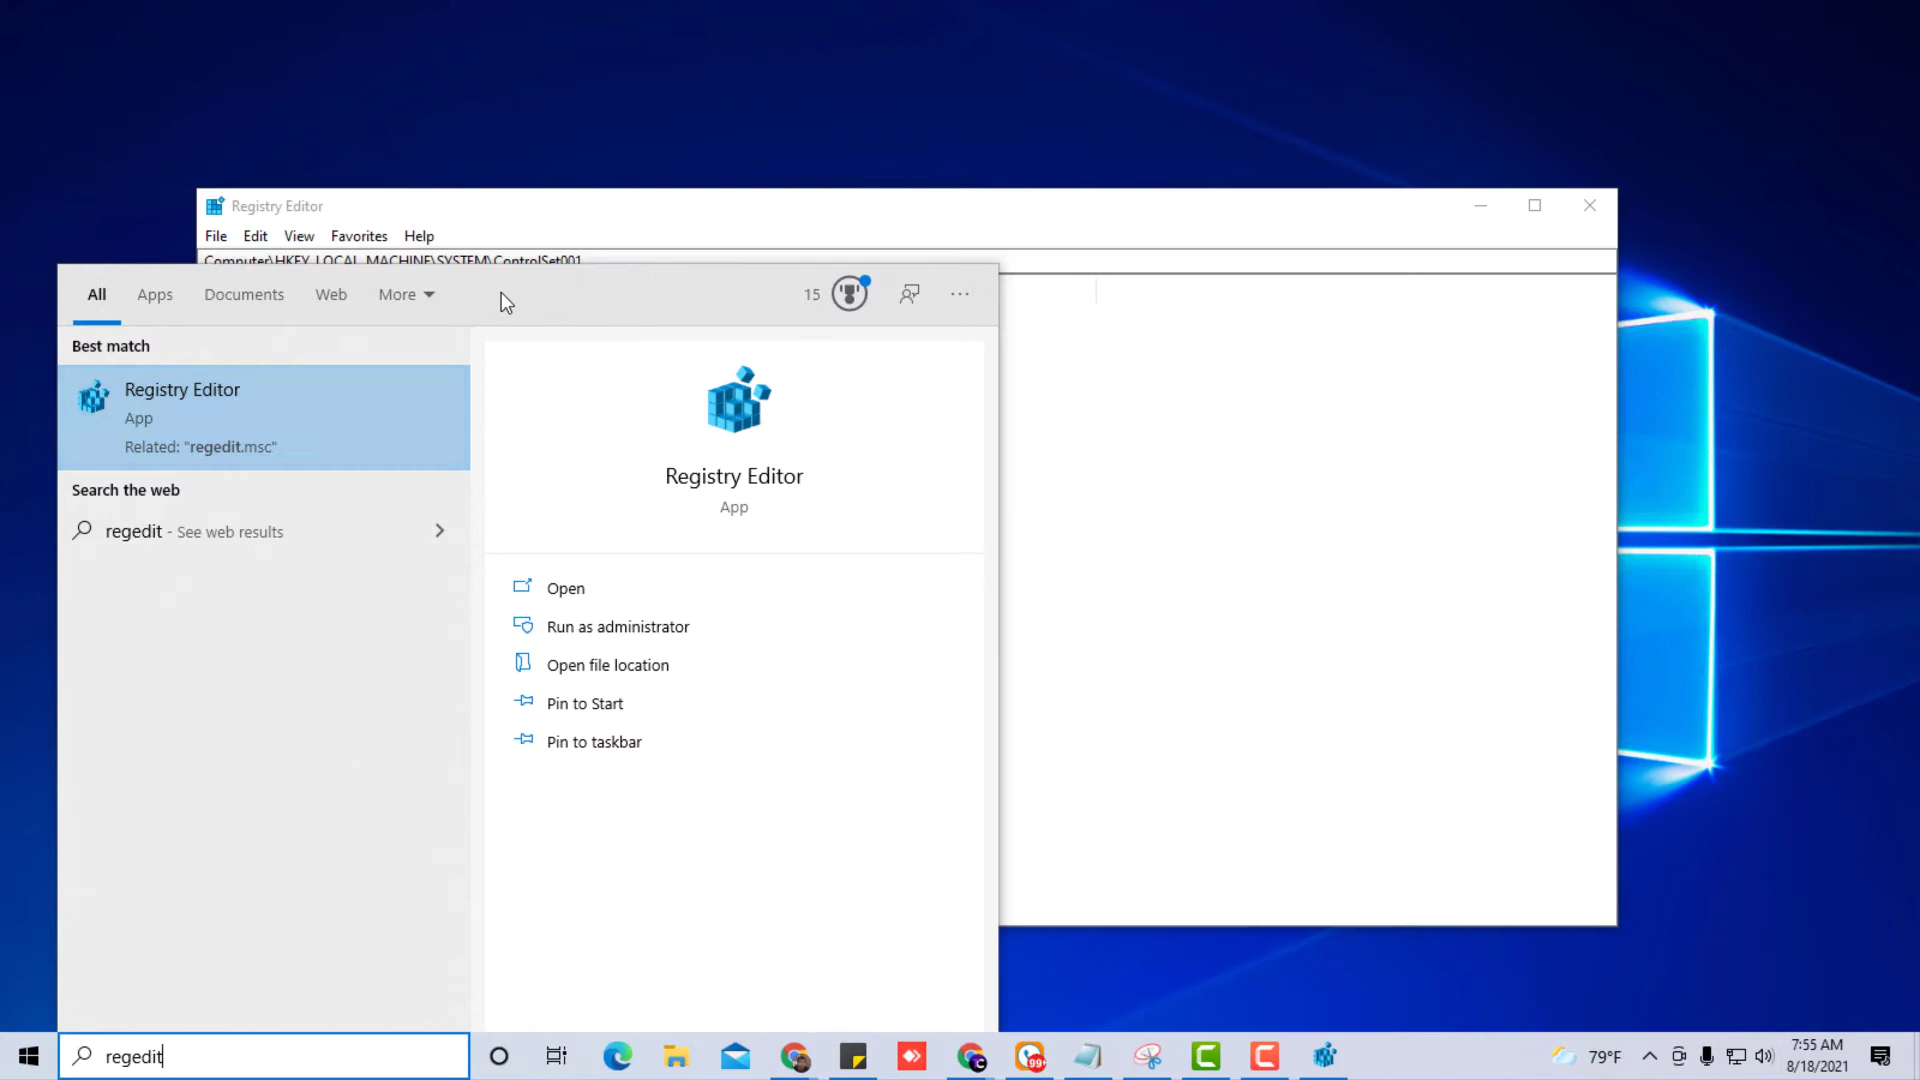 Registry Editor
File Edit View Favorites Help
Computer\HKEY_LOCAL_MACHINE\SYSTEM\ControlSet001
All Apps Documents Web More 15
Best match
Registry Editor
App
Related: "regedit.msc"
Search the web
regedit - See web results
Registry Editor
App
Open
Run as administrator
Open file location
Pin to Start
Pin to taskbar
regedit
99+
79°F
7:55 AM
8/18/2021